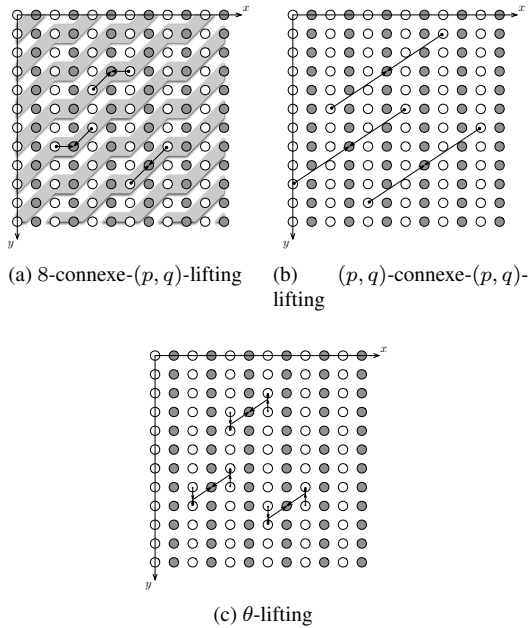 x
x
y
y
(a) 8-connexe-(p, q)-lifting
(b) (p, q)-connexe-(p, q)-
lifting
x
y
(c) θ-lifting